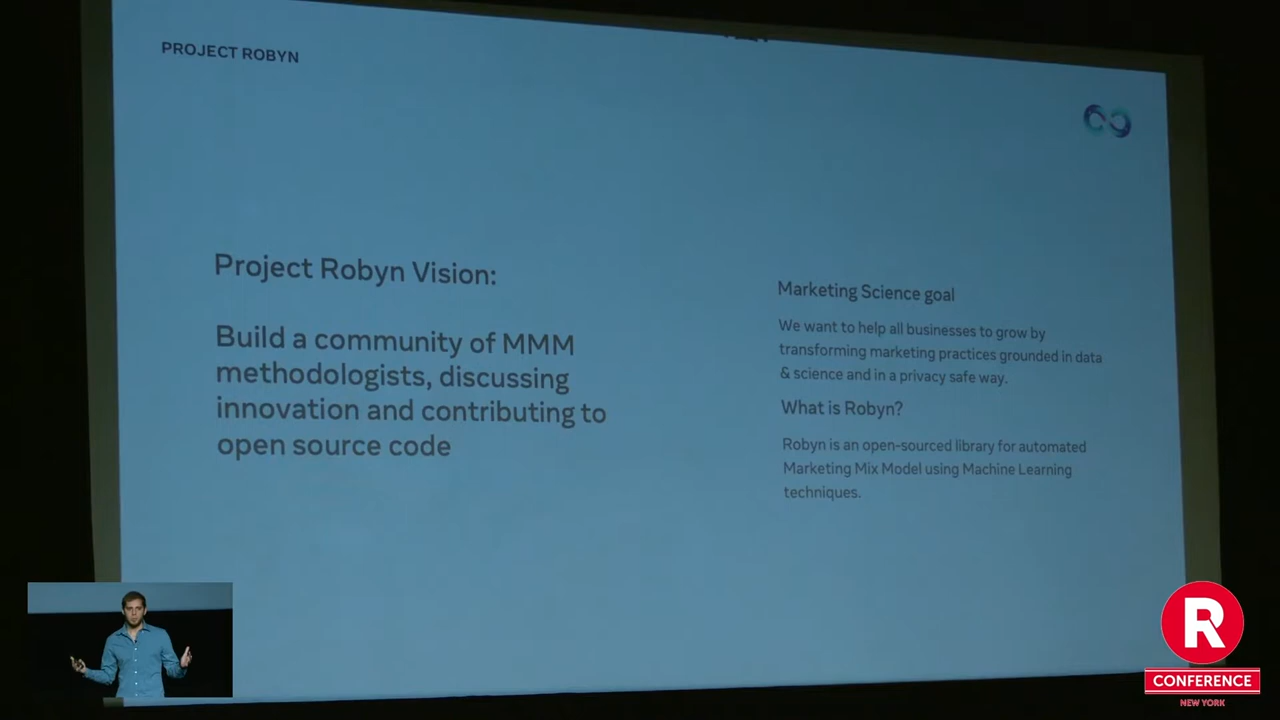 PROJECT ROBYN
Project Robyn Vision:
Build a community of MMM
methodologists, discussing
innovation and contributing to
open source code
Marketing Science goal
We want to help all businesses to grow by
transforming marketing practices grounded in data
& science and in a privacy safe way.
What is Robyn?
Robyn is an open-sourced library for automated
Marketing Mix Model using Machine Learning
techniques.
R
CONFERENCE
NEW YORK